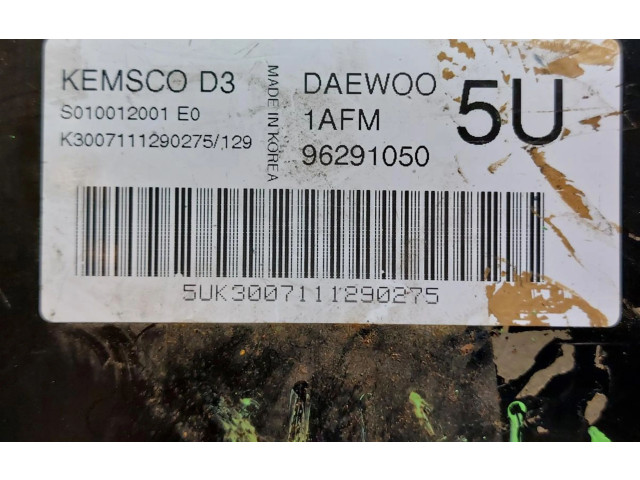 KEMSCO D3
S010012001 E0
K3007111290275/129
MADE IN KOREA
DAEWOO
1AFM
96291050
5U
5UK3007111290275